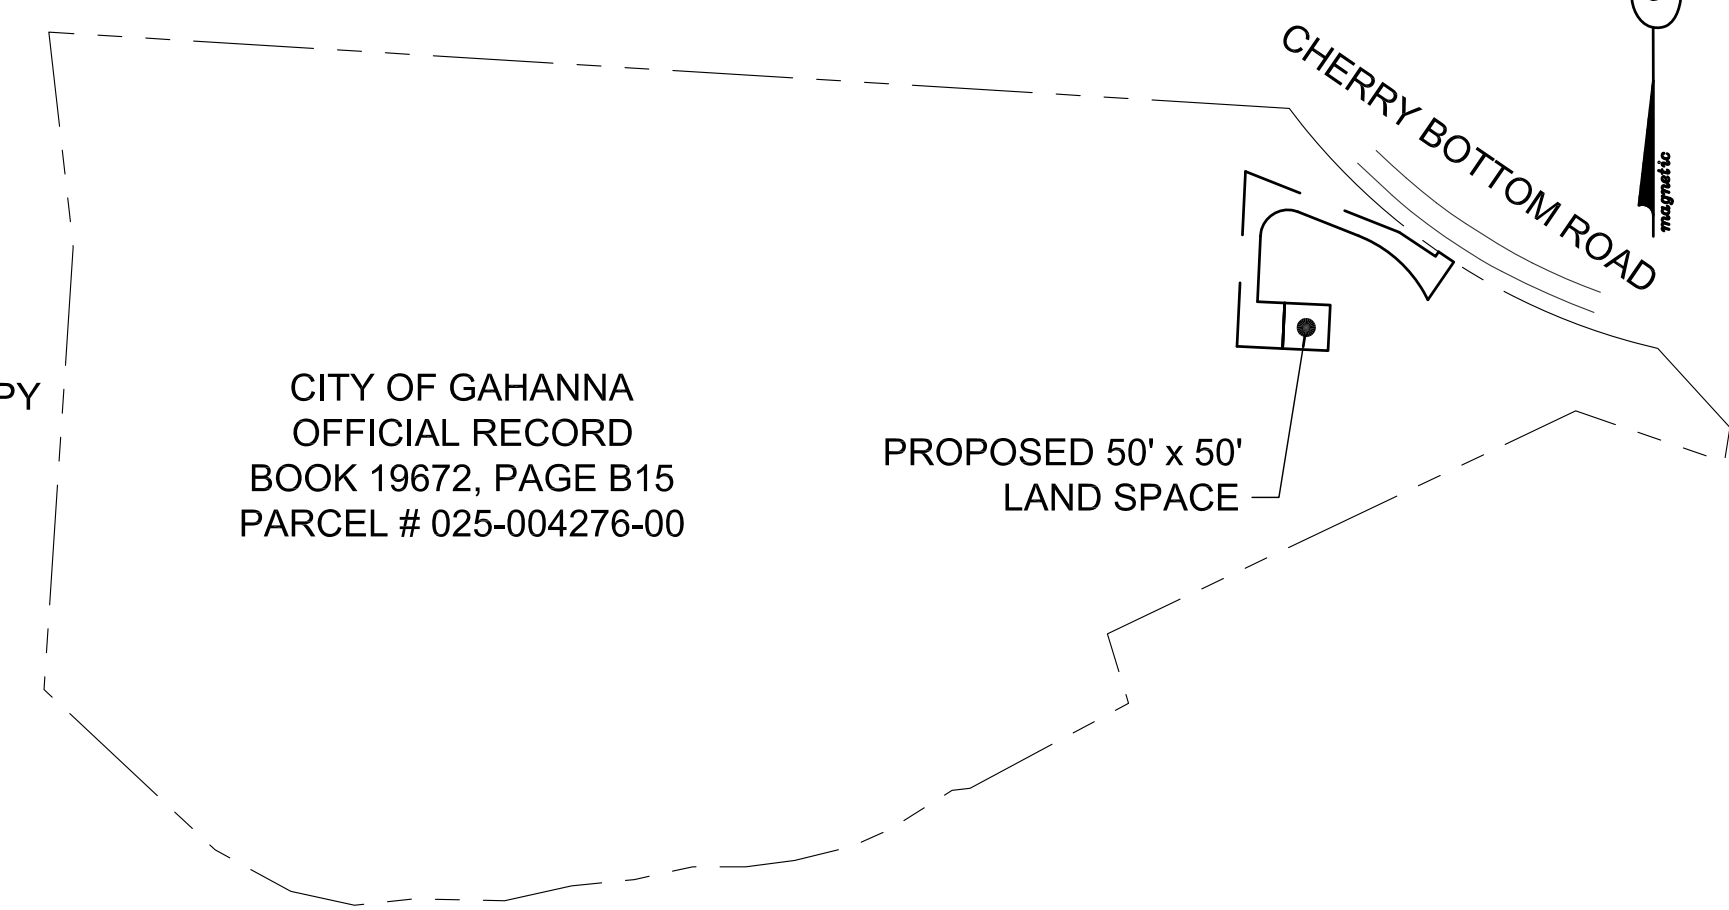 CHERRY BOTTOM ROAD
magnetic
PY
CITY OF GAHANNA
OFFICIAL RECORD
BOOK 19672, PAGE B15
PARCEL # 025-004276-00
PROPOSED 50' x 50'
LAND SPACE